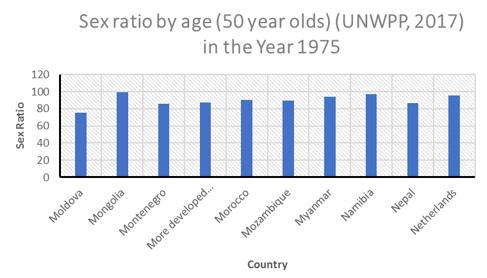 Sex ratio by age (50 year olds) (UNWPP, 2017)
in the Year 1975
120
100
80
60
40
20
0
Sex Ratio
Moldova
Mongolia
Montenegro
More developed...
Morocco
Mozambique
Myanmar
Namibia
Nepal
Netherlands
Country